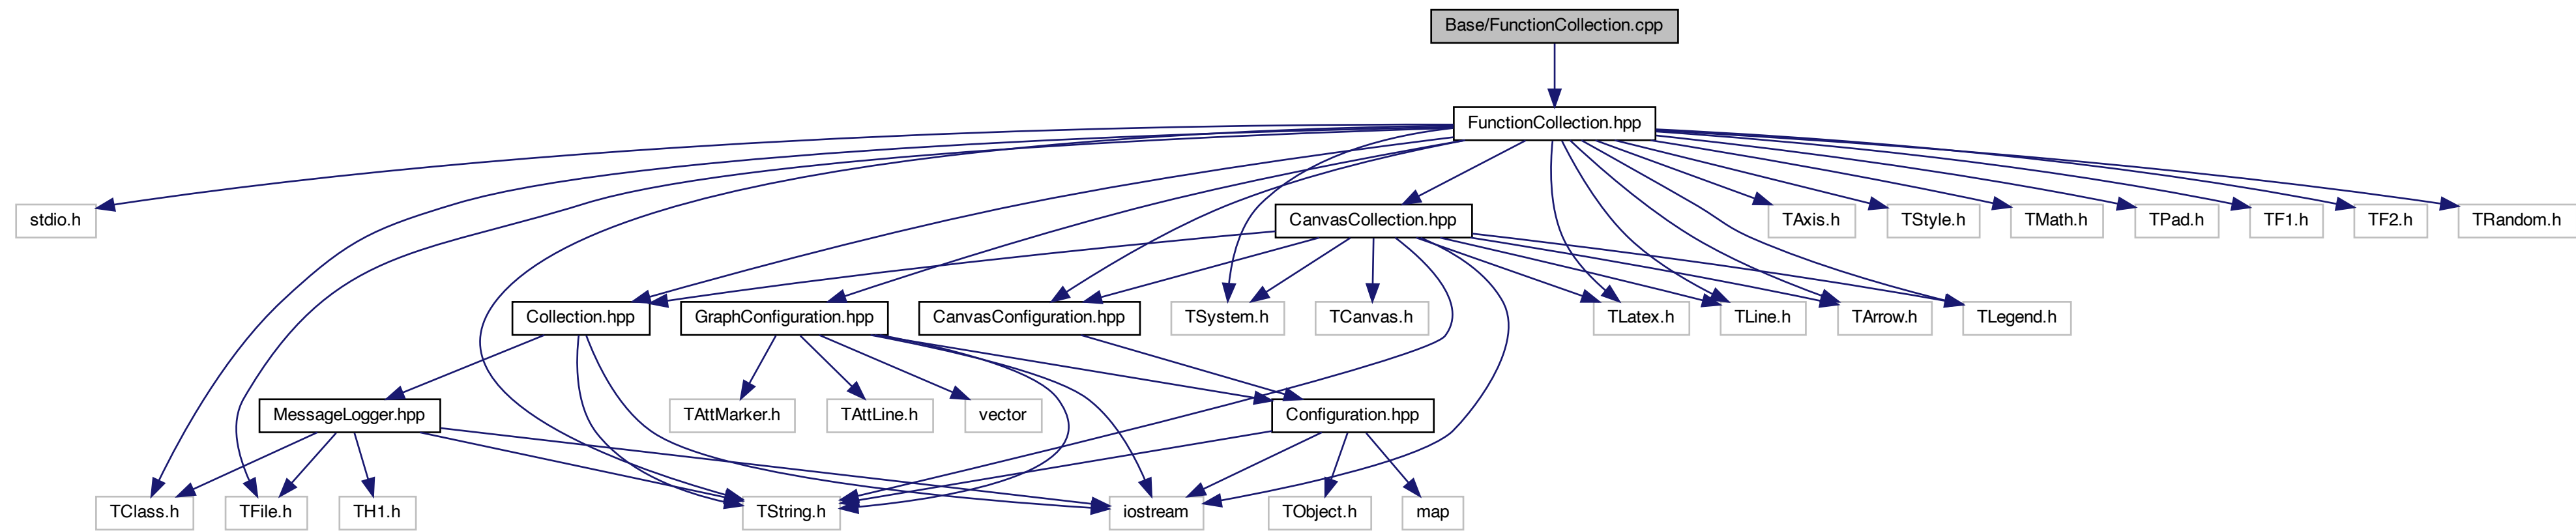 Base/FunctionCollection.cpp
FunctionCollection.hpp
stdio.h
CanvasCollection.hpp
TAxis.h
TStyle.h
TMath.h
TPad.h
TF1.h
TF2.h
TRandom.h
Collection.hpp
GraphConfiguration.hpp
CanvasConfiguration.hpp
TSystem.h
TCanvas.h
TLatex.h
TLine.h
TArrow.h
TLegend.h
MessageLogger.hpp
TAttMarker.h
TAttLine.h
vector
Configuration.hpp
TClass.h
TFile.h
TH1.h
TString.h
iostream
TObject.h
map